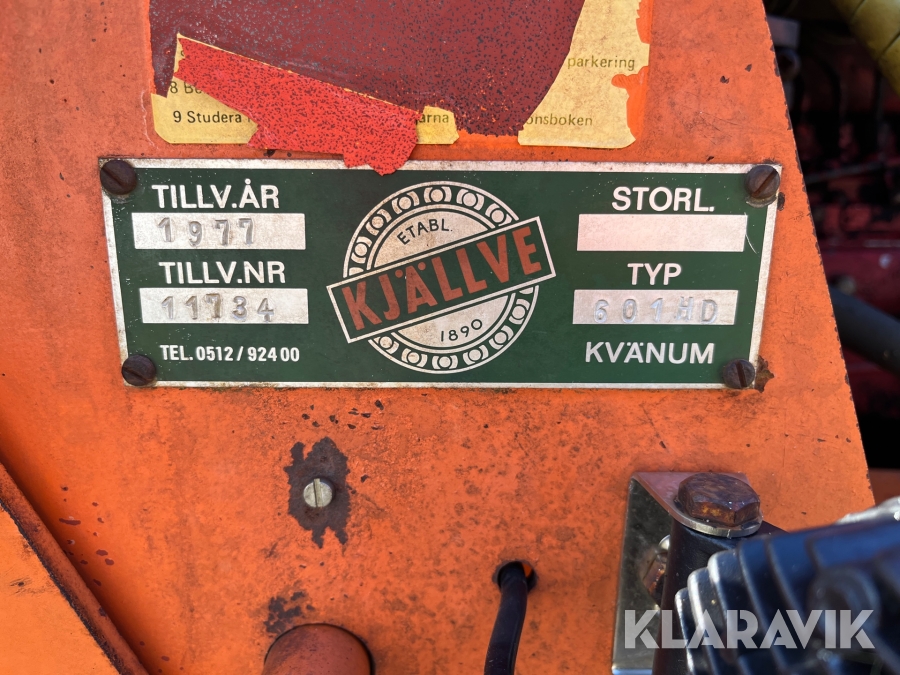 parkering
8 Be
9 Studera
arna
onsboken
TILLV.ÅR
1977
TILLV.NR
11734
TEL. 0512/924 00
ETABL.
KJÄLLVE
1890
STORL.
TYP
601HD
KVÄNUM
KLARAVIK